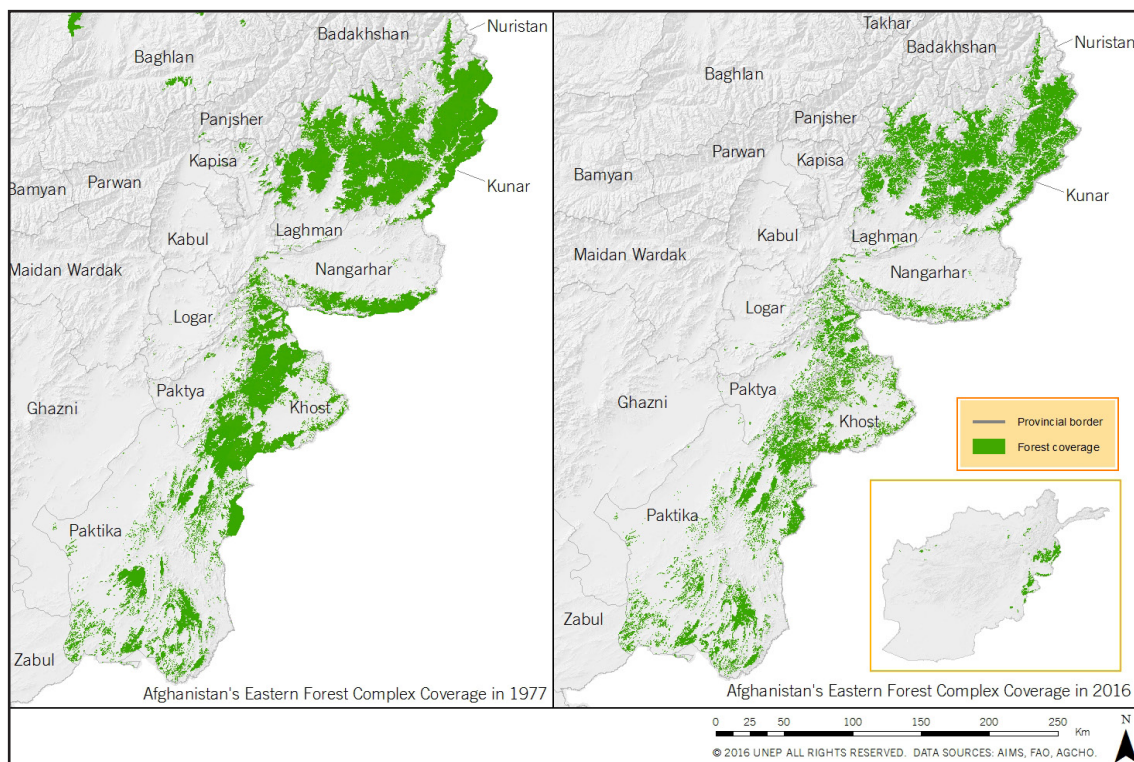 Nuristan
Badakhshan
Baghlan
Panjsher
Kapisa
Bamyan
Parwan
Kunar
Kabul
Laghman
Maidan Wardak
Nangarhar
Logar
Paktya
Ghazni
Khost
Paktika
Zabul
Afghanistan's Eastern Forest Complex Coverage in 1977
Takhar
Nuristan
Badakhshan
Baghlan
Panjsher
Parwan
Kapisa
Bamyan
Kunar
Kabul
Laghman
Maidan Wardak
Nangarhar
Logar
Paktya
Ghazni
Khost
Paktika
Zabul
Provincial border
Forest coverage
Afghanistan's Eastern Forest Complex Coverage in 2016
0 25 50 100 150 200 250
Km
N
© 2016 UNEP ALL RIGHTS RESERVED. DATA SOURCES: AIMS, FAO, AGCHO.